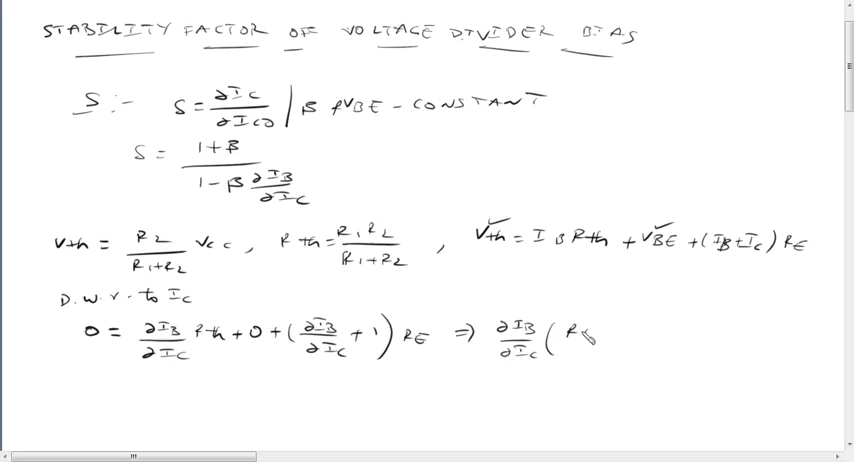 STABILITY FACTOR OF VOLTAGE DIVIDER BIAS
S :- S = ∂IC/∂ICO | β & VBE - CONSTANT
S = (1+β)/(1-β ∂IB/∂IC)
Vth = R2/(R1+R2) Vcc, Rth = R1R2/(R1+R2), Vth = IB Rth + VBE + (IB+IC) RE
D.w.r. to IC
0 = ∂IB/∂IC Rth + 0 + (∂IB/∂IC + 1) RE ⇒ ∂IB/∂IC (R